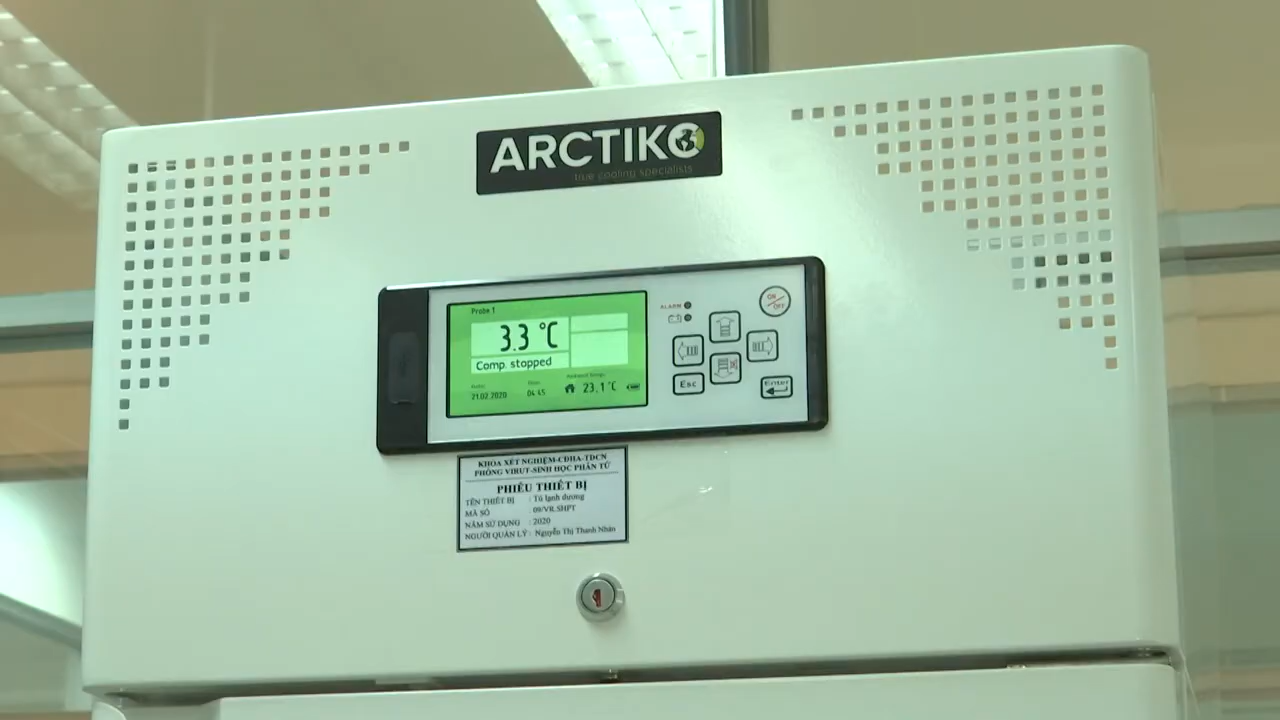 ARCTIKO
true cooling specialists
Probe 1
3.3 °C
Comp. stopped
21.02.2020
04:45
23.1 °C
ALARM
ON
OFF
Esc
Enter
KHOA XÉT NGHIỆM-CĐHA-TDCN
PHÒNG VIRUT-SINH HỌC PHÂN TỬ
PHIẾU THIẾT BỊ
TÊN THIẾT BỊ : Tủ lạnh dương
MÃ SỐ 09/VR.SHPT
NĂM SỬ DỤNG : 2020
NGƯỜI QUẢN LÝ : Nguyễn Thị Thanh Nhàn